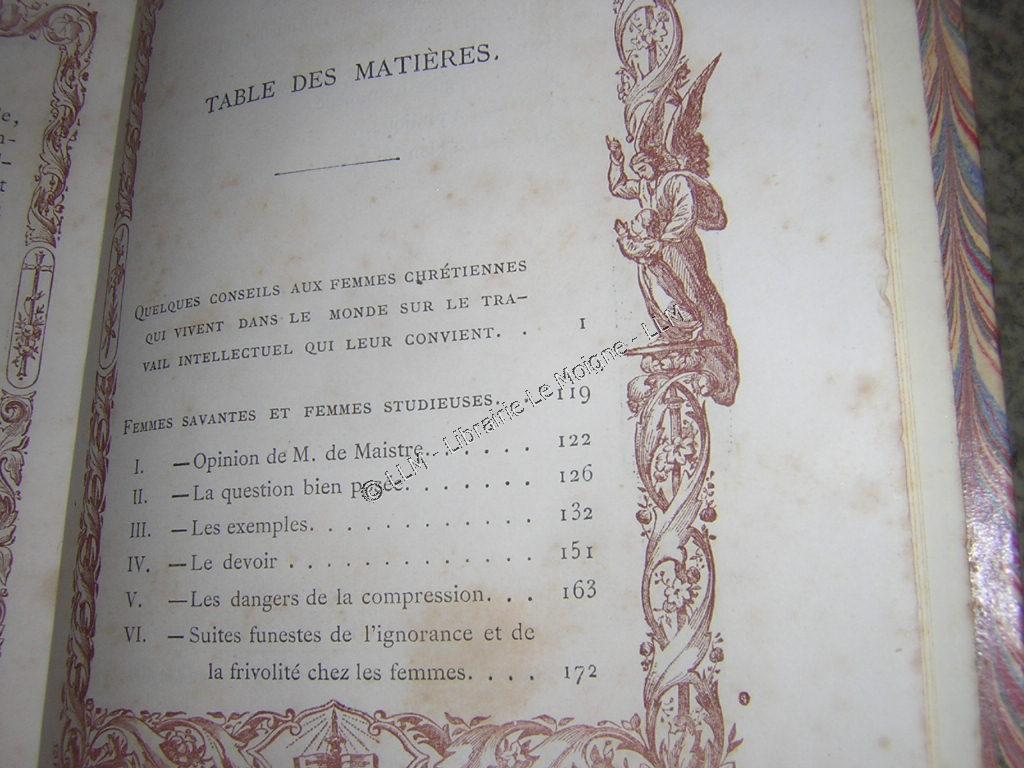 e,
n-
l-
t
TABLE DES MATIÈRES.
QUELQUES CONSEILS AUX FEMMES CHRÉTIENNES
QUI VIVENT DANS LE MONDE SUR LE TRA-
VAIL INTELLECTUEL QUI LEUR CONVIENT. . 1
FEMMES SAVANTES ET FEMMES STUDIEUSES. . 119
I. — Opinion de M. de Maistre. . . . . . 122
II. — La question bien posée. . . . . . . 126
III. — Les exemples. . . . . . . . . . . . 132
IV. — Le devoir . . . . . . . . . . . . . 151
V. — Les dangers de la compression. . . . 163
VI. — Suites funestes de l'ignorance et de
la frivolité chez les femmes. . . . . 172
© LLM - Librairie Le Moigne - LLM